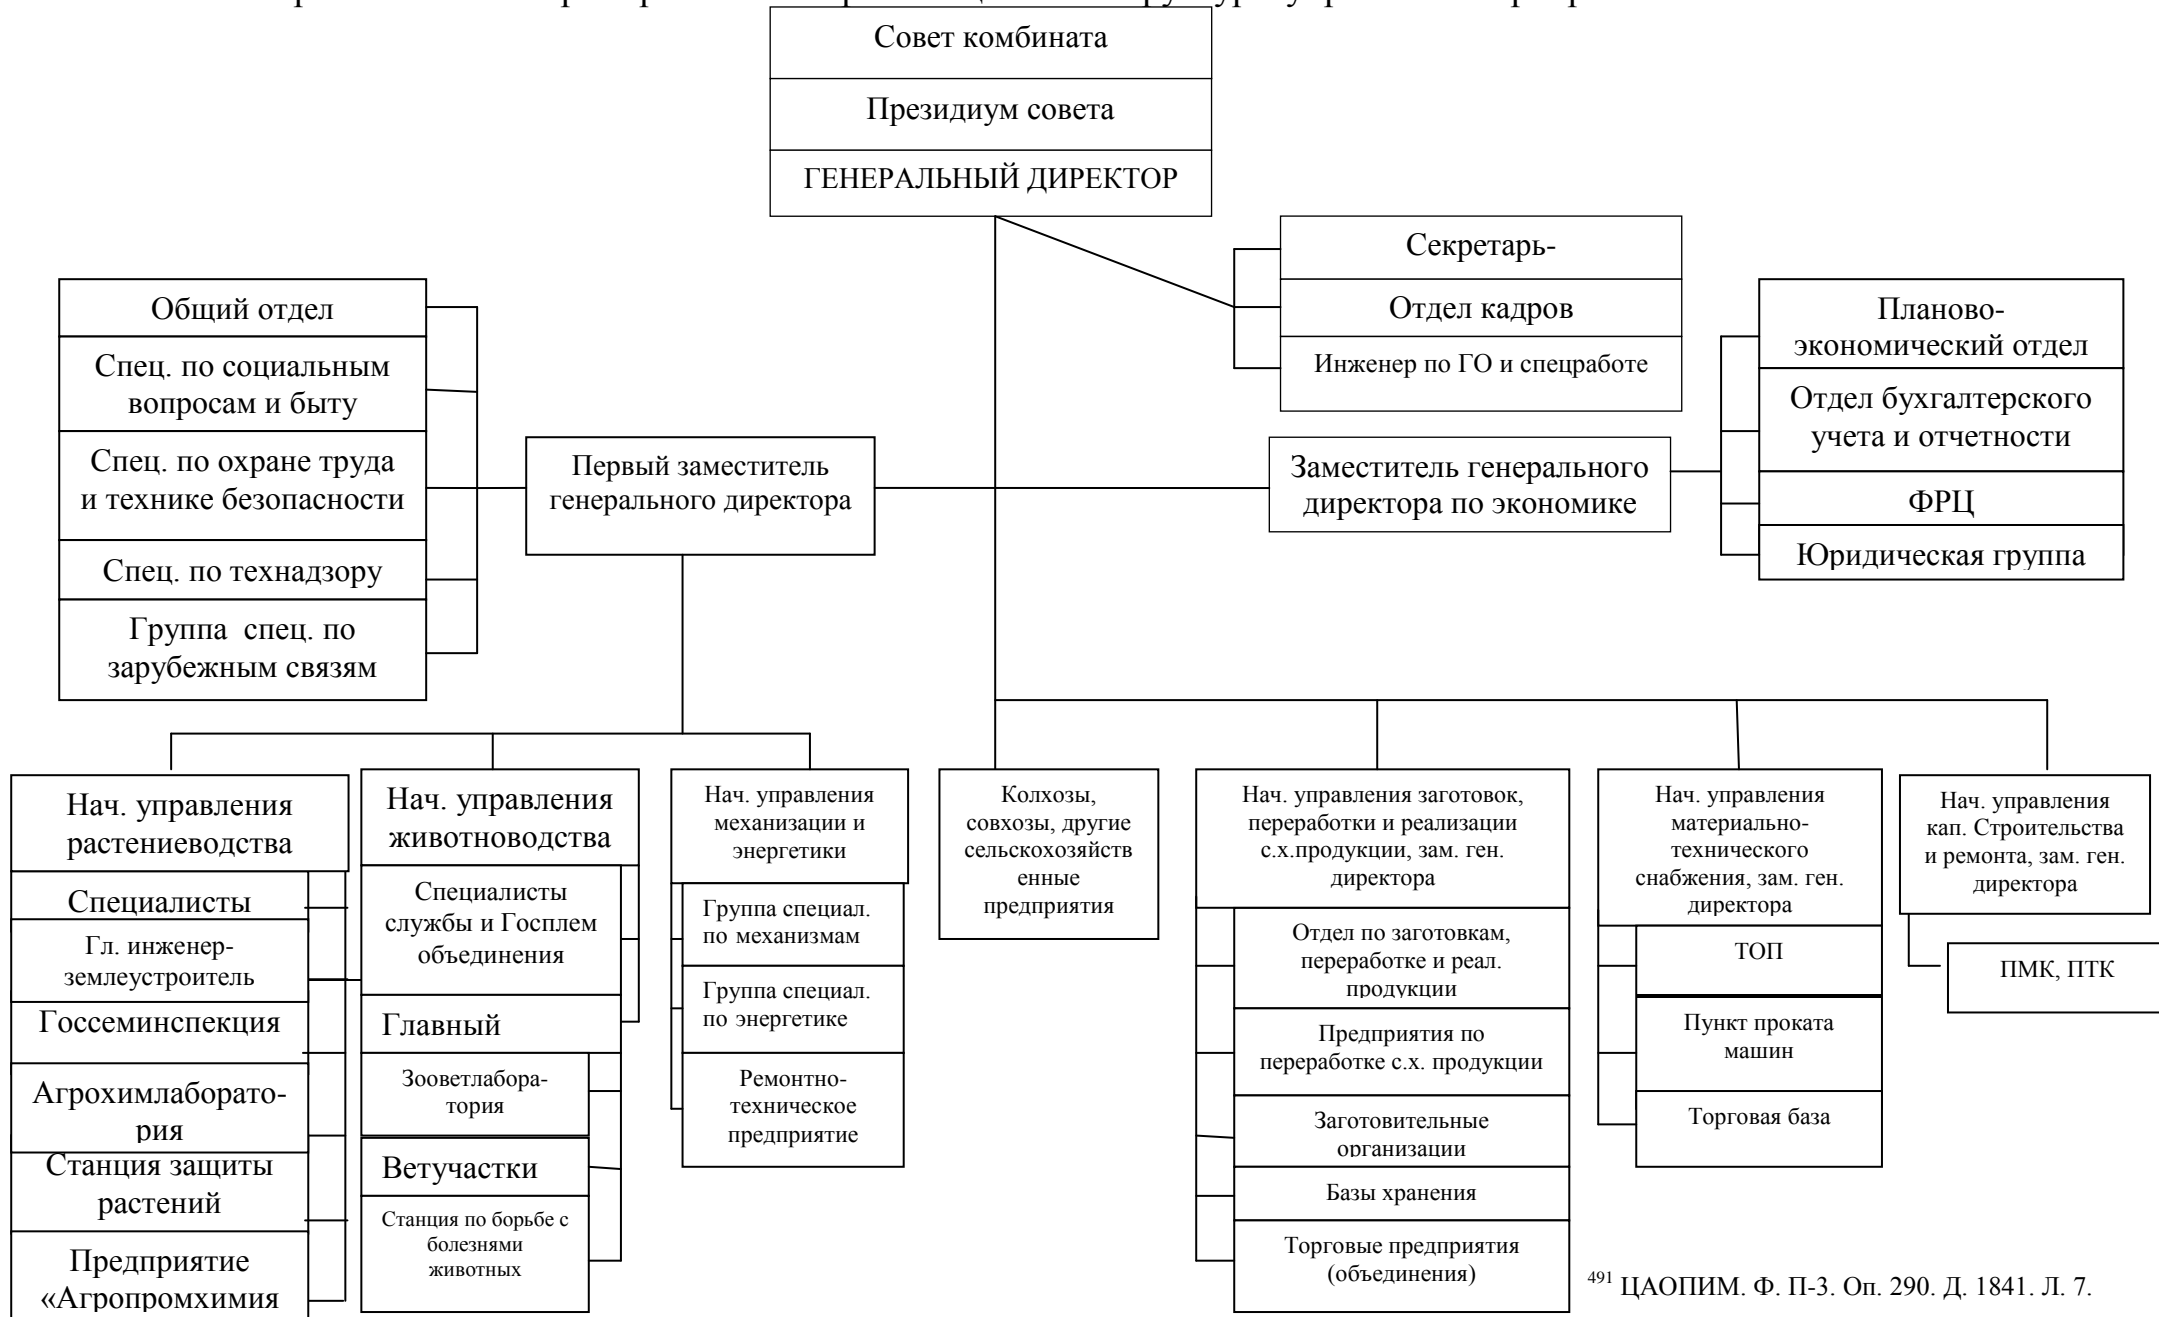 Совет комбината
Президиум совета
ГЕНЕРАЛЬНЫЙ ДИРЕКТОР
Секретарь-
Отдел кадров
Инженер по ГО и спецработе
Общий отдел
Спец. по социальным
вопросам и быту
Спец. по охране труда
и технике безопасности
Спец. по технадзору
Группа спец. по
зарубежным связям
Первый заместитель
генерального директора
Заместитель генерального
директора по экономике
Планово-
экономический отдел
Отдел бухгалтерского
учета и отчетности
ФРЦ
Юридическая группа
Нач. управления
растениеводства
Специалисты
Гл. инженер-
землеустроитель
Госсеминспекция
Агрохимлаборато-
рия
Станция защиты
растений
Предприятие
«Агропромхимия
Нач. управления
животноводства
Специалисты
службы и Госплем
объединения
Главный
Зооветлабора-
тория
Ветучастки
Станция по борьбе с
болезнями
животных
Нач. управления
механизации и
энергетики
Группа специал.
по механизмам
Группа специал.
по энергетике
Ремонтно-
техническое
предприятие
Колхозы,
совхозы, другие
сельскохозяйств
енные
предприятия
Нач. управления заготовок,
переработки и реализации
с.х.продукции, зам. ген.
директора
Отдел по заготовкам,
переработке и реал.
продукции
Предприятия по
переработке с.х. продукции
Заготовительные
организации
Базы хранения
Торговые предприятия
(объединения)
Нач. управления
материально-
технического
снабжения, зам. ген.
директора
ТОП
Пункт проката
машин
Торговая база
Нач. управления
кап. Строительства
и ремонта, зам. ген.
директора
ПМК, ПТК
491 ЦАОПИМ. Ф. П-3. Оп. 290. Д. 1841. Л. 7.